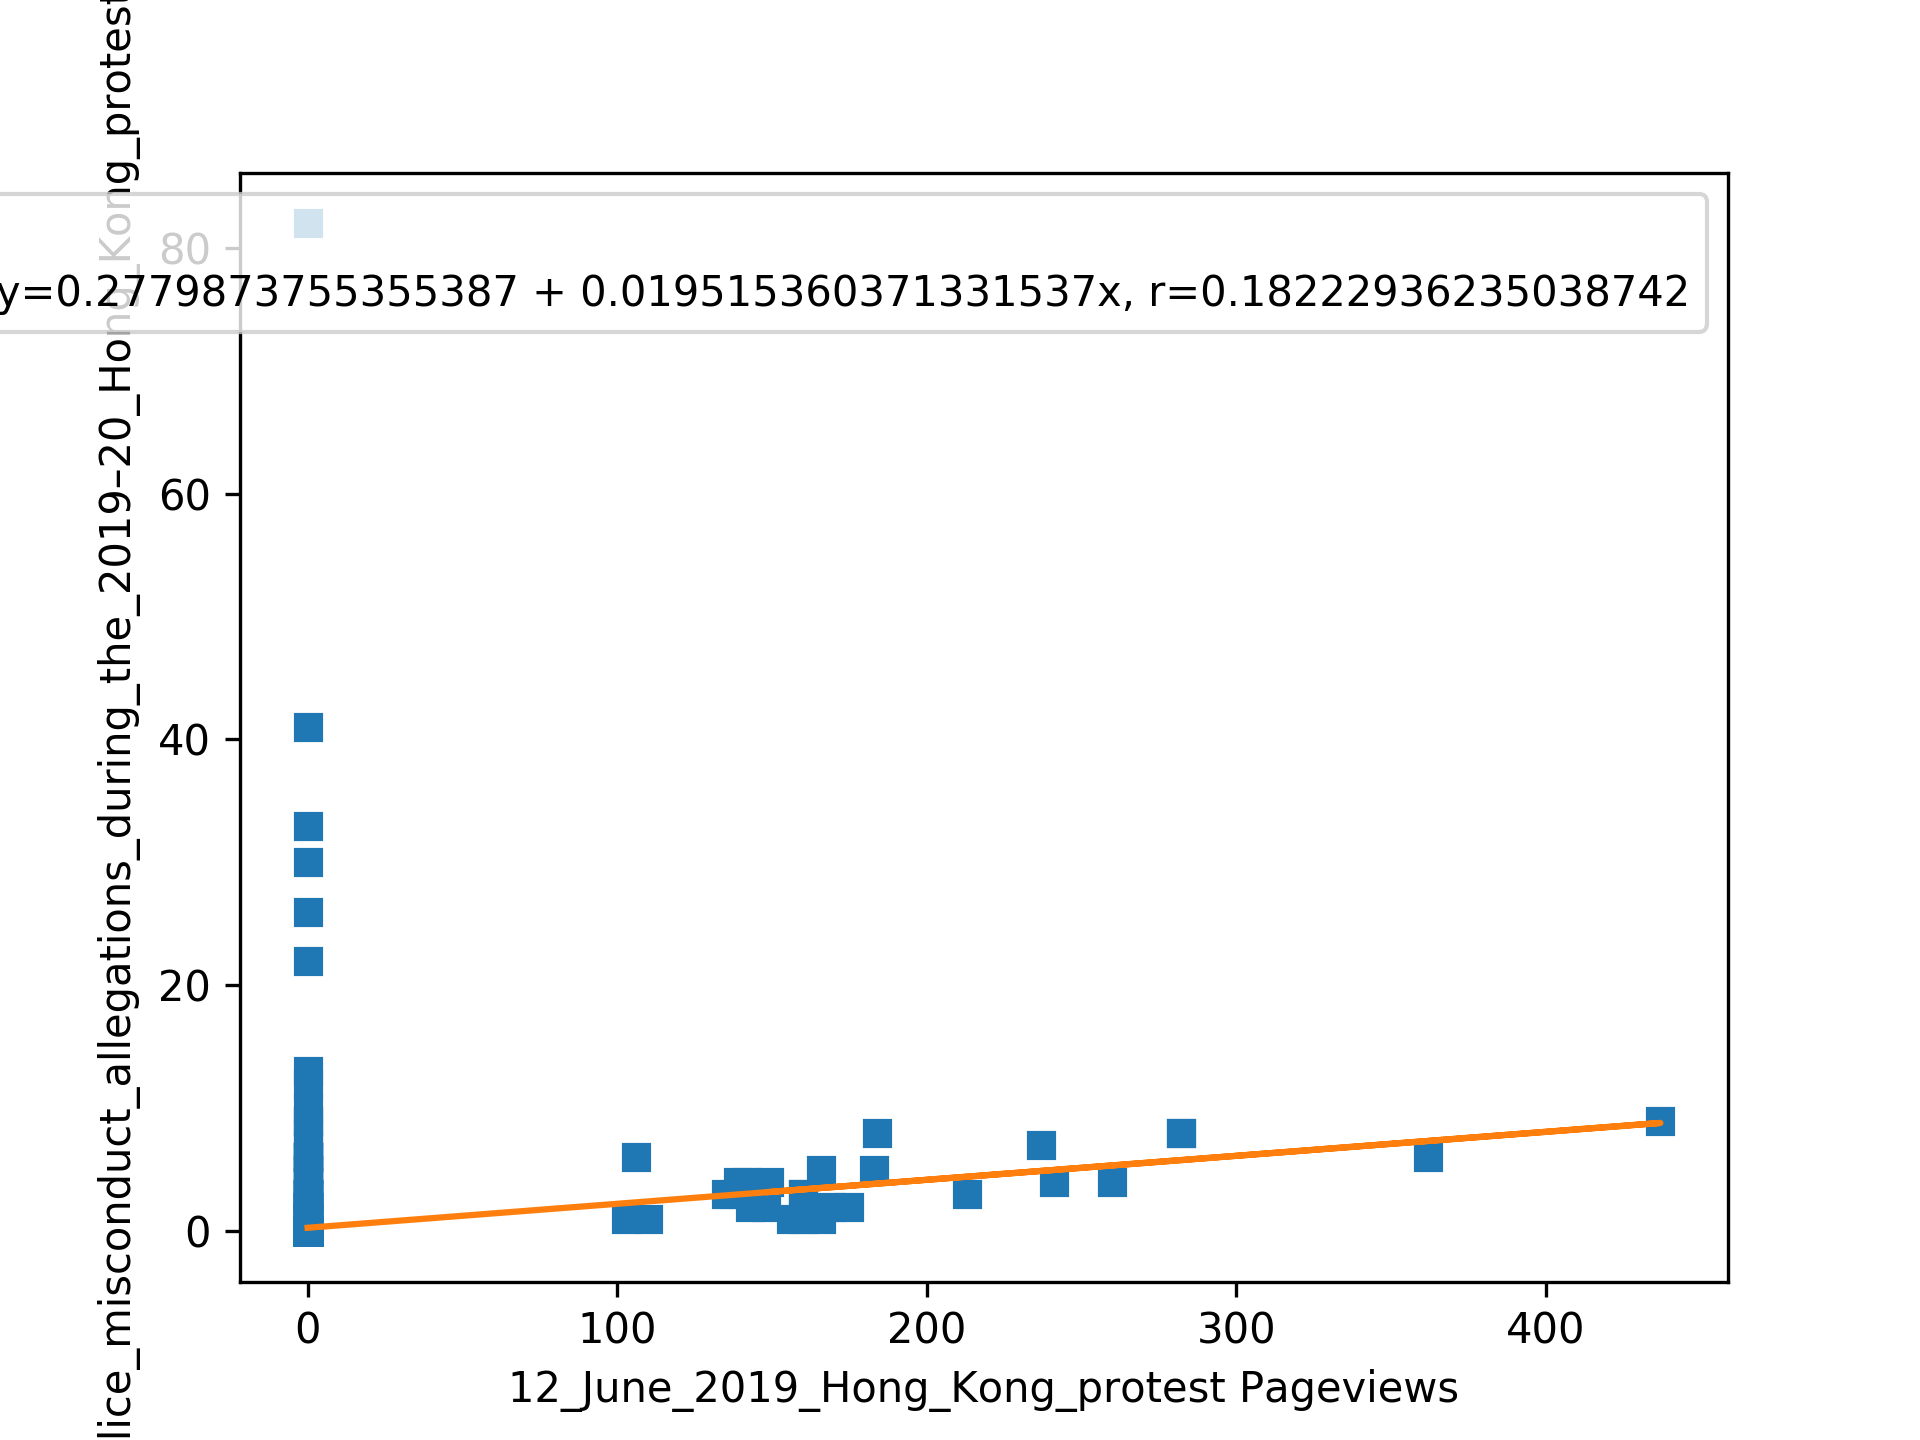 lice_misconduct_allegations_during_the_2019–20_Hong_Kong_protest
y=0.2779873755355387 + 0.019515360371331537x, r=0.18222936235038742
80
60
40
20
0
0 100 200 300 400
12_June_2019_Hong_Kong_protest Pageviews